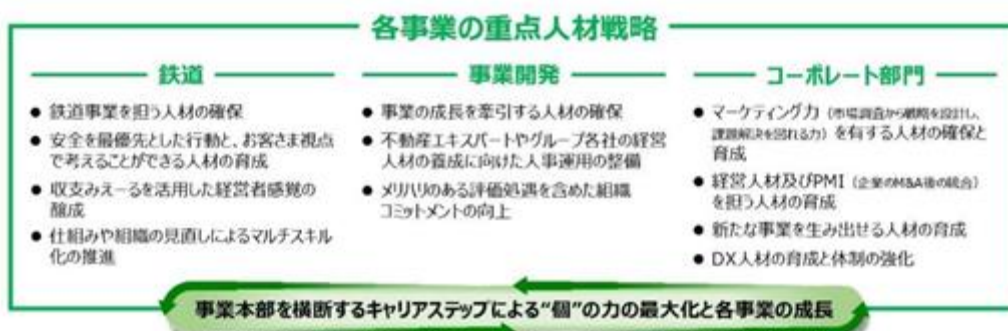 各事業の重点人材戦略
鉄道
● 鉄道事業を担う人材の確保
● 安全を最優先とした行動と、お客さま視点
で考えることができる人材の育成
● 収支みえーるを活用した経営者感覚の
醸成
● 仕組みや組織の見直しによるマルチスキル
化の推進
事業開発
● 事業の成長を牽引する人材の確保
● 不動産エキスパートやグループ各社の経営
人材の養成に向けた人事運用の整備
● メリハリのある評価処遇を含めた組織
コミットメントの向上
コーポレート部門
● マーケティング力（市場調査から戦略を設計し、
課題解決を図れる力）を有する人材の確保と
育成
● 経営人材及びPMI（企業のM&A後の統合）
を担う人材の育成
● 新たな事業を生み出せる人材の育成
● DX人材の育成と体制の強化
事業本部を横断するキャリアステップによる“個”の力の最大化と各事業の成長